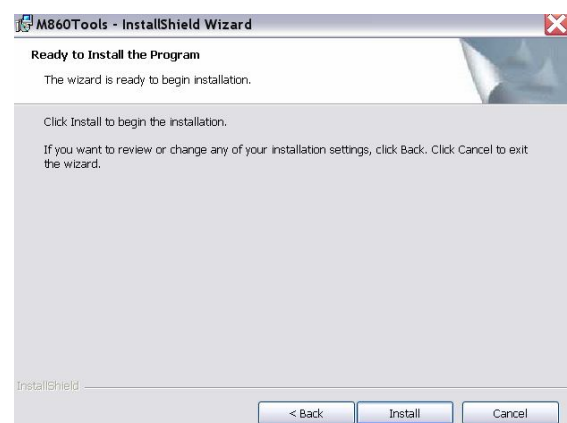 M860Tools - InstallShield Wizard
Ready to Install the Program
The wizard is ready to begin installation.
Click Install to begin the installation.
If you want to review or change any of your installation settings, click Back. Click Cancel to exit
the wizard.
InstallShield
< Back Install Cancel